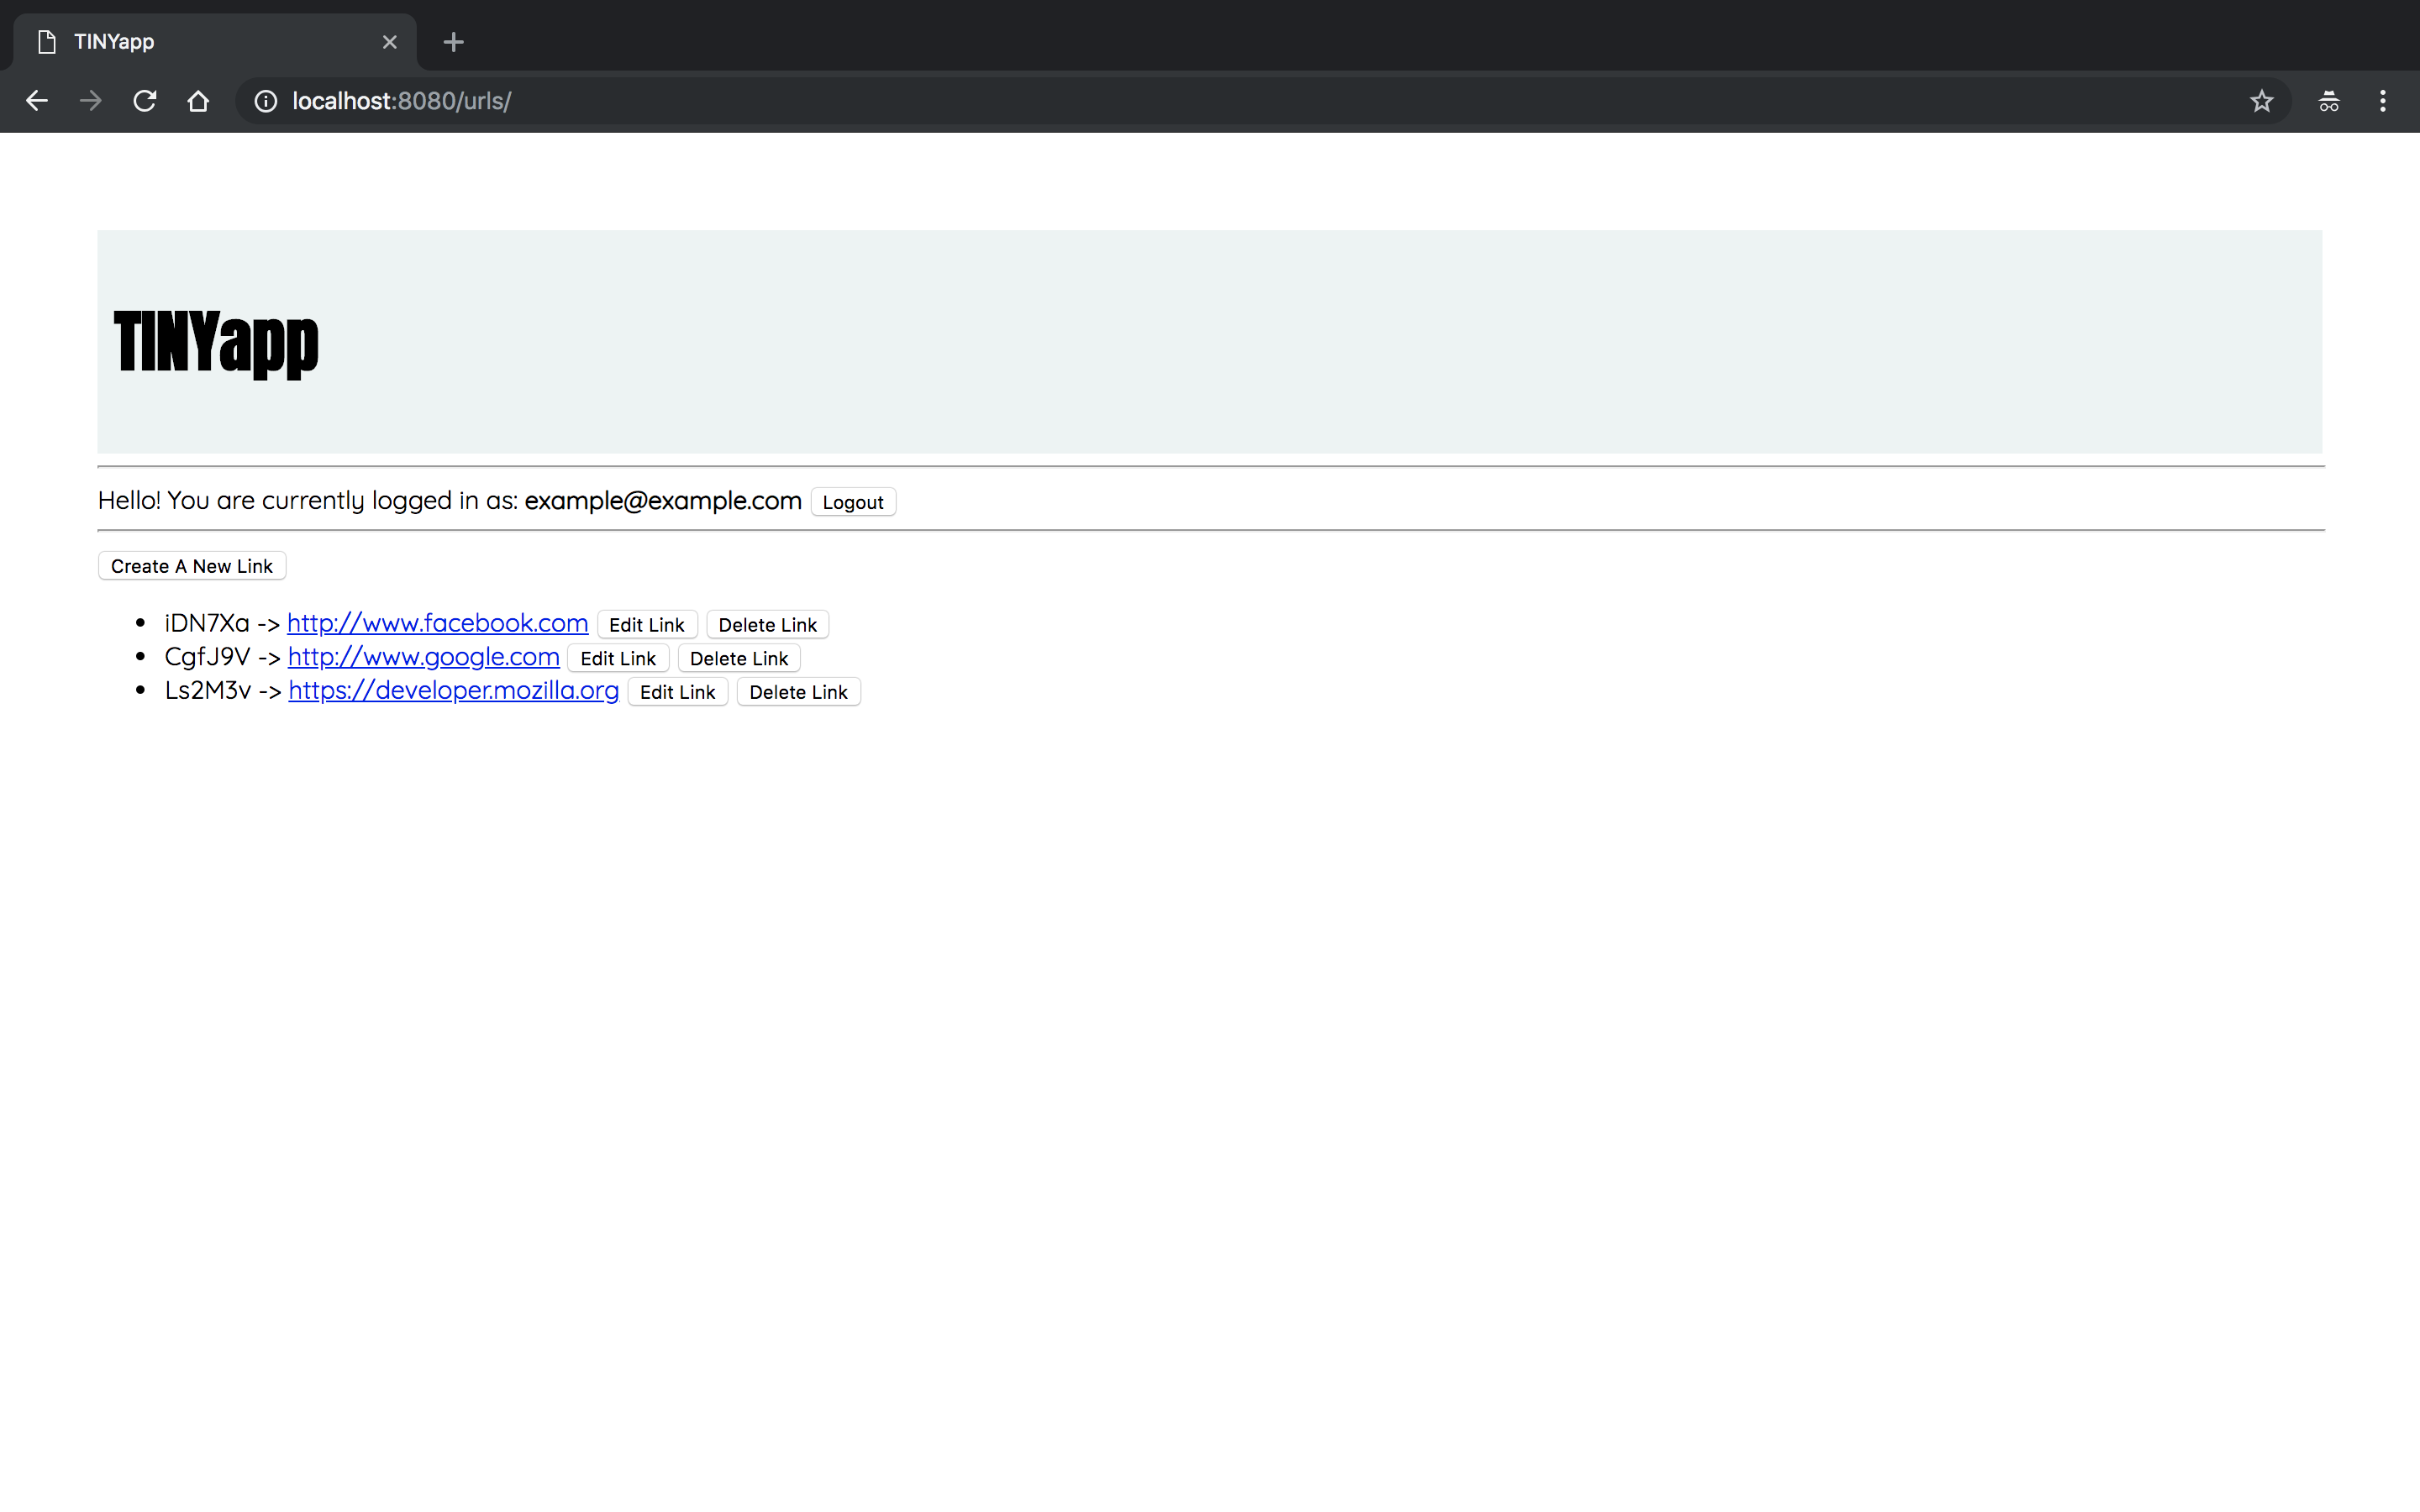 TINYapp
localhost:8080/urls/
TINYapp
Hello! You are currently logged in as: example@example.com Logout
Create A New Link
iDN7Xa -> http://www.facebook.com Edit Link Delete Link
CgfJ9V -> http://www.google.com Edit Link Delete Link
Ls2M3v -> https://developer.mozilla.org Edit Link Delete Link